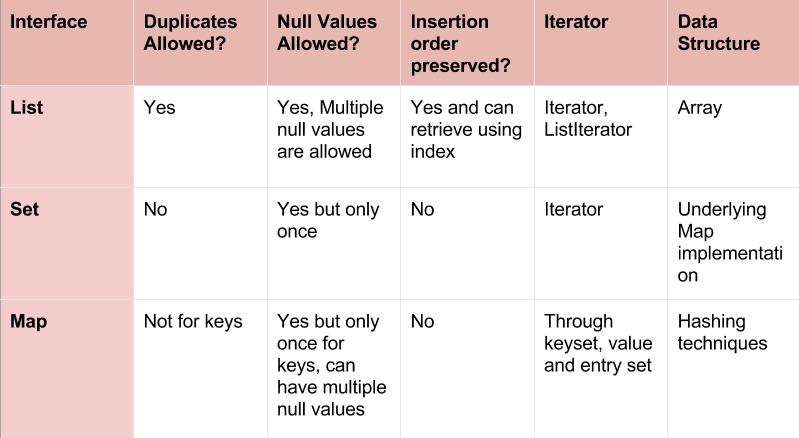 Interface
Duplicates
Allowed?
Null Values
Allowed?
Insertion
order
preserved?
Iterator
Data
Structure
List
Yes
Yes, Multiple
null values
are allowed
Yes and can
retrieve using
index
Iterator,
ListIterator
Array
Set
No
Yes but only
once
No
Iterator
Underlying
Map
implementati
on
Map
Not for keys
Yes but only
once for
keys, can
have multiple
null values
No
Through
keyset, value
and entry set
Hashing
techniques